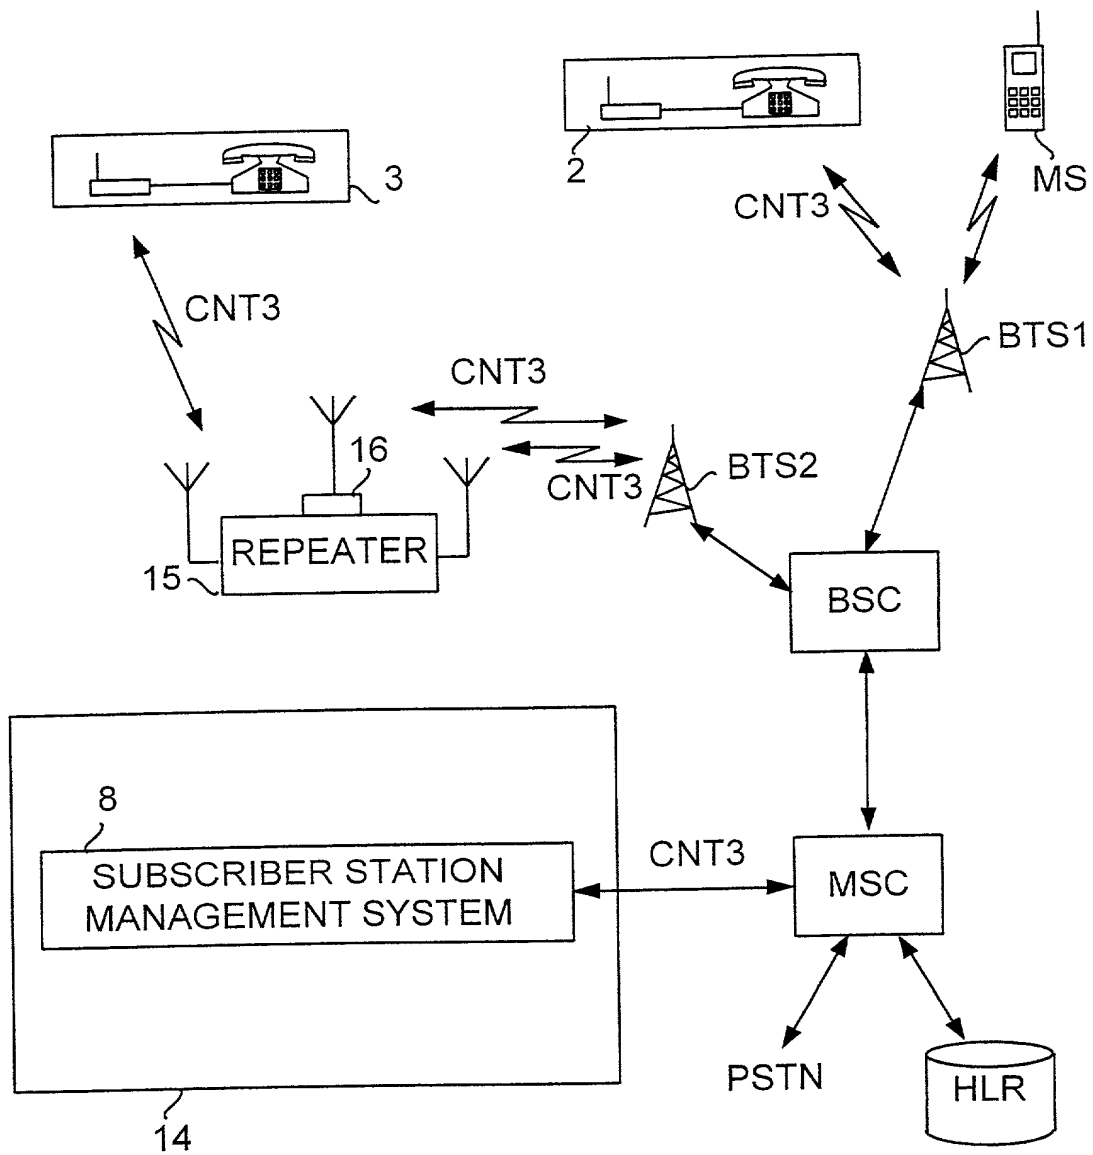 2
MS
3
CNT3
CNT3
BTS1
CNT3
16
BTS2
CNT3
REPEATER
15
BSC
8
SUBSCRIBER STATION
MANAGEMENT SYSTEM
CNT3
MSC
PSTN
HLR
14